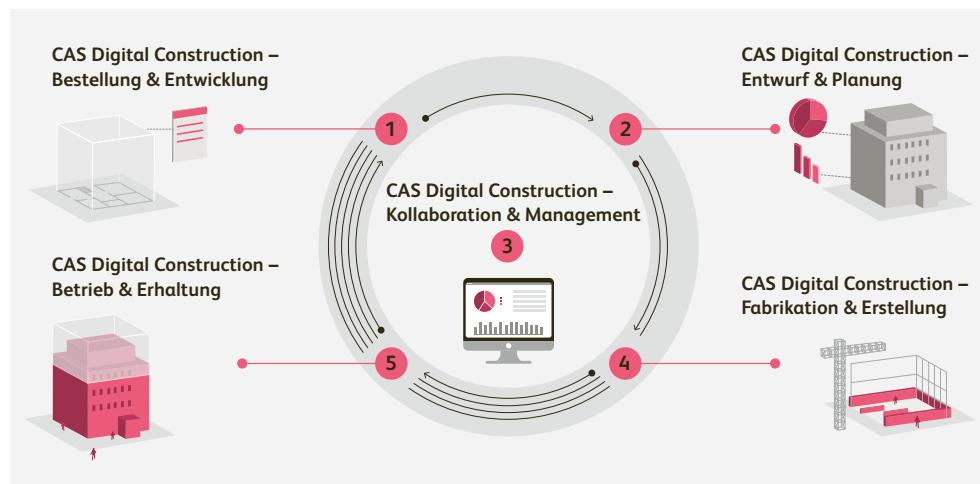 CAS Digital Construction –
Bestellung & Entwicklung
1
CAS Digital Construction –
Entwurf & Planung
2
CAS Digital Construction –
Kollaboration & Management
3
CAS Digital Construction –
Betrieb & Erhaltung
5
CAS Digital Construction –
Fabrikation & Erstellung
4